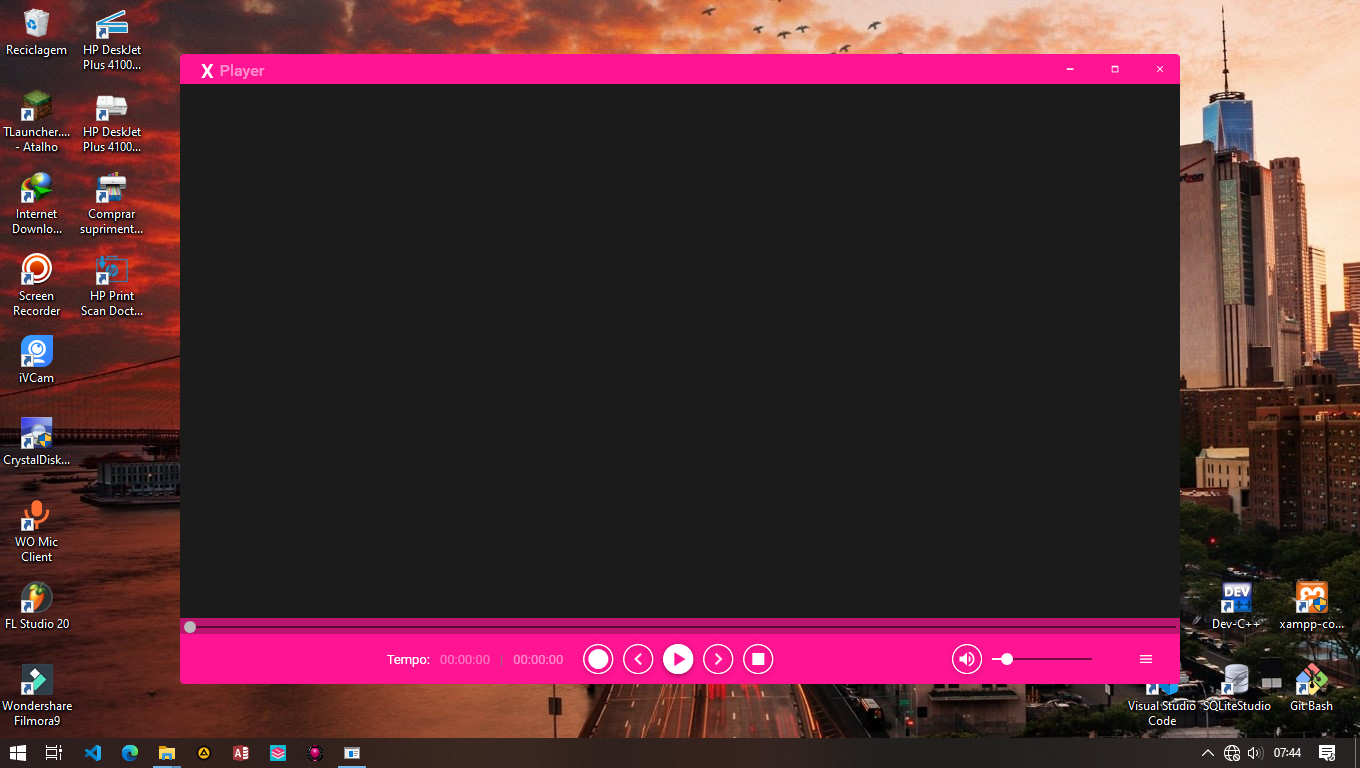 Reciclagem
HP DeskJet
Plus 4100...
TLauncher....
- Atalho
HP DeskJet
Plus 4100...
Internet
Downlo...
Comprar
supriment...
Screen
Recorder
HP Print
Scan Doct...
iVCam
CrystalDisk...
WO Mic
Client
FL Studio 20
Wondershare
Filmora9
X Player
Tempo: 00:00:00 | 00:00:00
verizon
DEV
Dev-C++
xampp-co...
Visual Studio
Code
SQLiteStudio
Git Bash
07:44